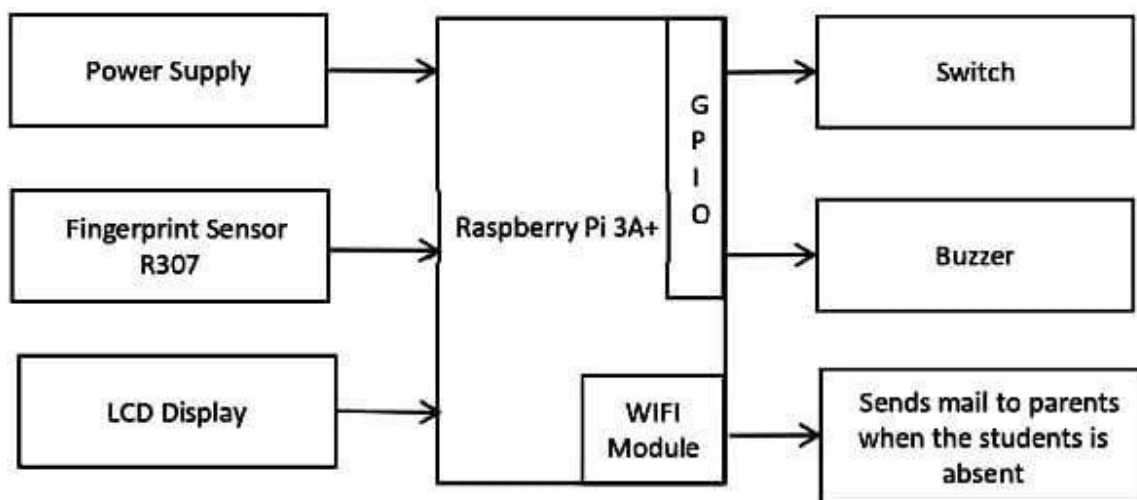 Power Supply
Fingerprint Sensor
R307
LCD Display
Raspberry Pi 3A+
G
P
I
O
WIFI
Module
Switch
Buzzer
Sends mail to parents
when the students is
absent